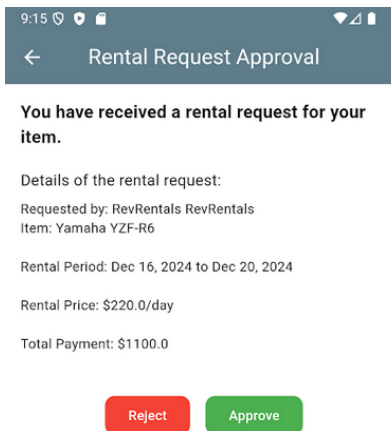 9:15
Rental Request Approval
You have received a rental request for your
item.
Details of the rental request:
Requested by: RevRentals RevRentals
Item: Yamaha YZF-R6
Rental Period: Dec 16, 2024 to Dec 20, 2024
Rental Price: $220.0/day
Total Payment: $1100.0
Reject Approve